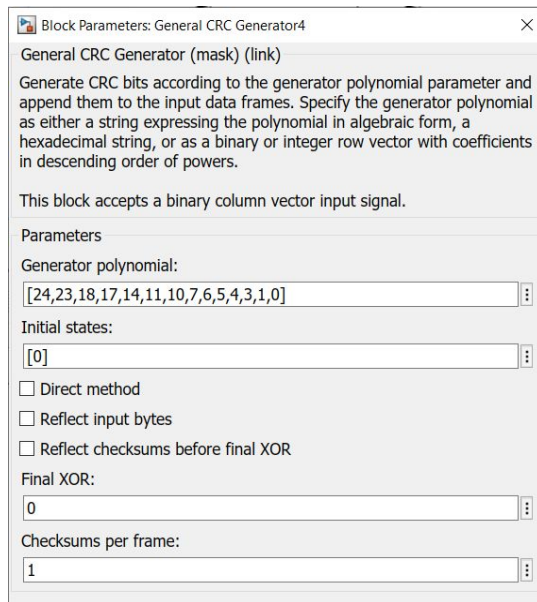 Block Parameters: General CRC Generator4
General CRC Generator (mask) (link)
Generate CRC bits according to the generator polynomial parameter and
append them to the input data frames. Specify the generator polynomial
as either a string expressing the polynomial in algebraic form, a
hexadecimal string, or as a binary or integer row vector with coefficients
in descending order of powers.
This block accepts a binary column vector input signal.
Parameters
Generator polynomial:
[24,23,18,17,14,11,10,7,6,5,4,3,1,0]
Initial states:
[0]
Direct method
Reflect input bytes
Reflect checksums before final XOR
Final XOR:
0
Checksums per frame:
1